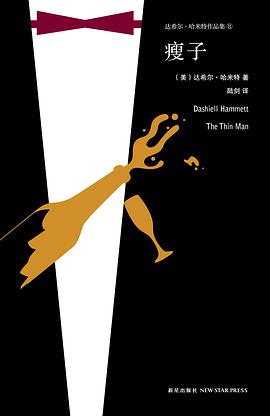 达希尔·哈米特作品集⑧
瘦子
（美）达希尔·哈米特 著
陆剑 译
Dashiell Hammett
The Thin Man
新星出版社 NEW STAR PRESS